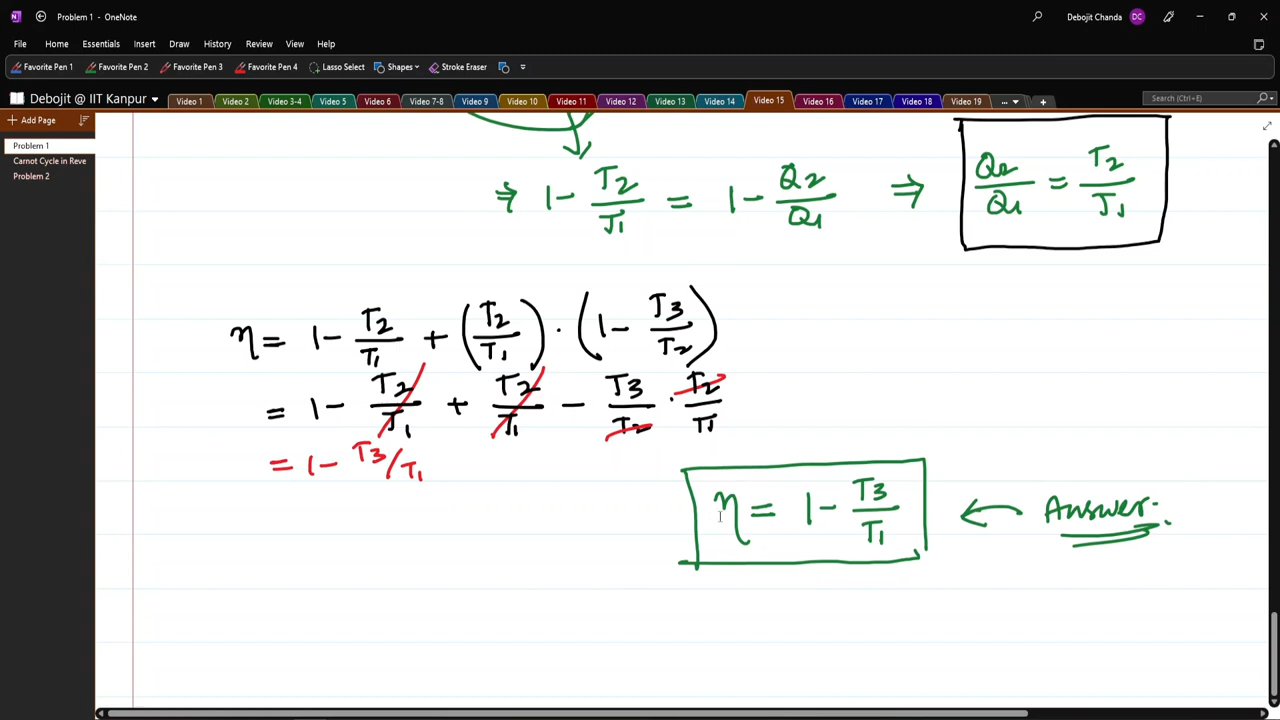 Problem 1 - OneNote
Debojit Chanda DC
File Home Essentials Insert Draw History Review View Help
Favorite Pen 1 Favorite Pen 2 Favorite Pen 3 Favorite Pen 4 Lasso Select Shapes Stroke Eraser
Debojit @ IIT Kanpur Video 1 Video 2 Video 3-4 Video 5 Video 6 Video 7-8 Video 9 Video 10 Video 11 Video 12 Video 13 Video 14 Video 15 Video 16 Video 17 Video 18 Video 19 ... + Search (Ctrl+E)
+ Add Page
Problem 1
Carnot Cycle in Reve
Problem 2
⇒ 1 - T2/T1 = 1 - Q2/Q1 ⇒ Q2/Q1 = T2/T1
η = 1 - T2/T1 + (T2/T1) · (1 - T3/T2)
= 1 - T2/T1 + T2/T1 - T3/T2 · T2/T1
= 1 - T3/T1
η = 1 - T3/T1 ← Answer.